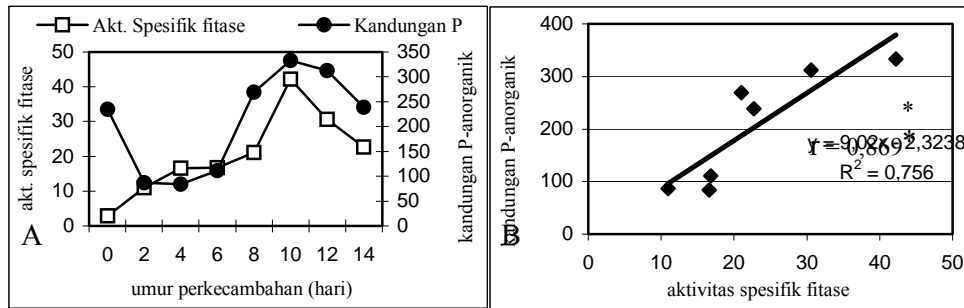 Akt. Spesifik fitase
Kandungan P
50
40
30
20
10
0
350
300
250
200
150
100
50
0
0 2 4 6 8 10 12 14
akt. spesifik fitase
kandungan P-anorganik
umur perkecambahan (hari)
A
400
300
200
100
0
0 10 20 30 40 50
kandungan P-anorganik
aktivitas spesifik fitase
r = 0,869 **
R² = 0,756
B